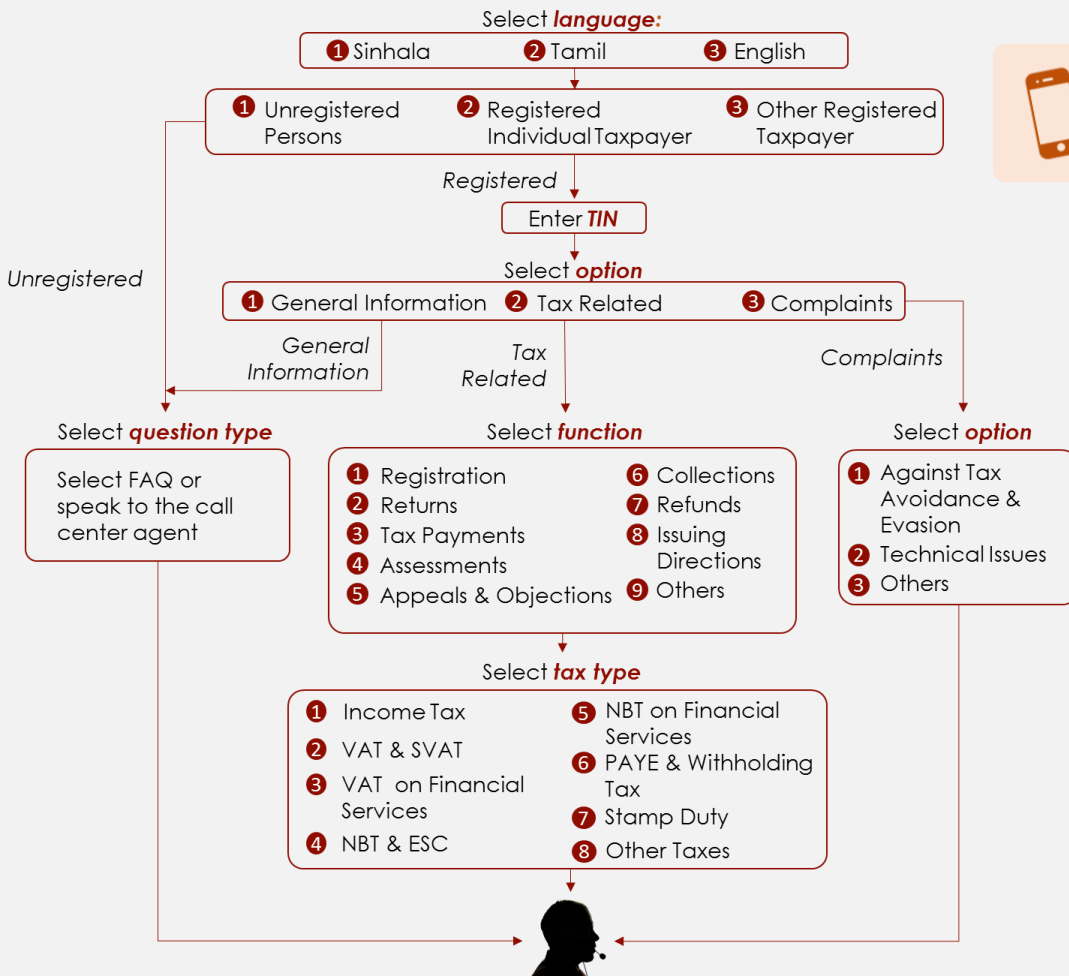 Select language:
1 Sinhala 2 Tamil 3 English
1 Unregistered 2 Registered 3 Other Registered
Persons Individual Taxpayer Taxpayer
Registered
Enter TIN
Unregistered
Select option
1 General Information 2 Tax Related 3 Complaints
General
Information
Tax
Related
Complaints
Select question type
Select FAQ or
speak to the call
center agent
Select function
1 Registration
2 Returns
3 Tax Payments
4 Assessments
5 Appeals & Objections
6 Collections
7 Refunds
8 Issuing
Directions
9 Others
Select option
1 Against Tax
Avoidance &
Evasion
2 Technical Issues
3 Others
Select tax type
1 Income Tax
2 VAT & SVAT
3 VAT on Financial
Services
4 NBT & ESC
5 NBT on Financial
Services
6 PAYE & Withholding
Tax
7 Stamp Duty
8 Other Taxes